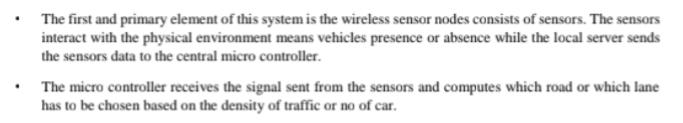 • The first and primary element of this system is the wireless sensor nodes consists of sensors. The sensors
interact with the physical environment means vehicles presence or absence while the local server sends
the sensors data to the central micro controller.
• The micro controller receives the signal sent from the sensors and computes which road or which lane
has to be chosen based on the density of traffic or no of car.